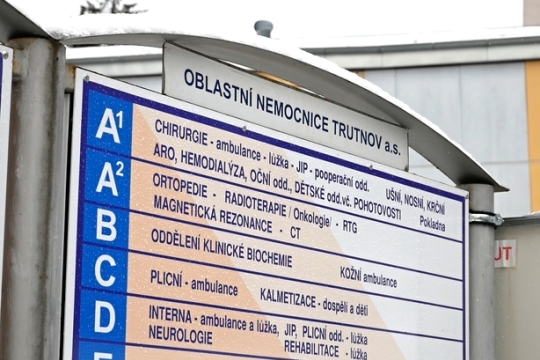 OBLASTNÍ NEMOCNICE TRUTNOV a.s.
A1 CHIRURGIE - ambulance - lůžka - JIP - pooperační odd. UŠNÍ, NOSNÍ, KRČNÍ
ARO, HEMODIALÝZA, OČNÍ odd., DĚTSKÉ odd.vč. POHOTOVOSTI Pokladna
A2 ORTOPEDIE - RADIOTERAPIE / Onkologie/ - RTG
MAGNETICKÁ REZONANCE - CT
B ODDĚLENÍ KLINICKÉ BIOCHEMIE KOŽNÍ ambulance
C PLICNÍ - ambulance KALMETIZACE - dospělí a děti
D INTERNA - ambulance a lůžka, JIP, PLICNÍ odd. - lůžka
NEUROLOGIE REHABILITACE - lůžka